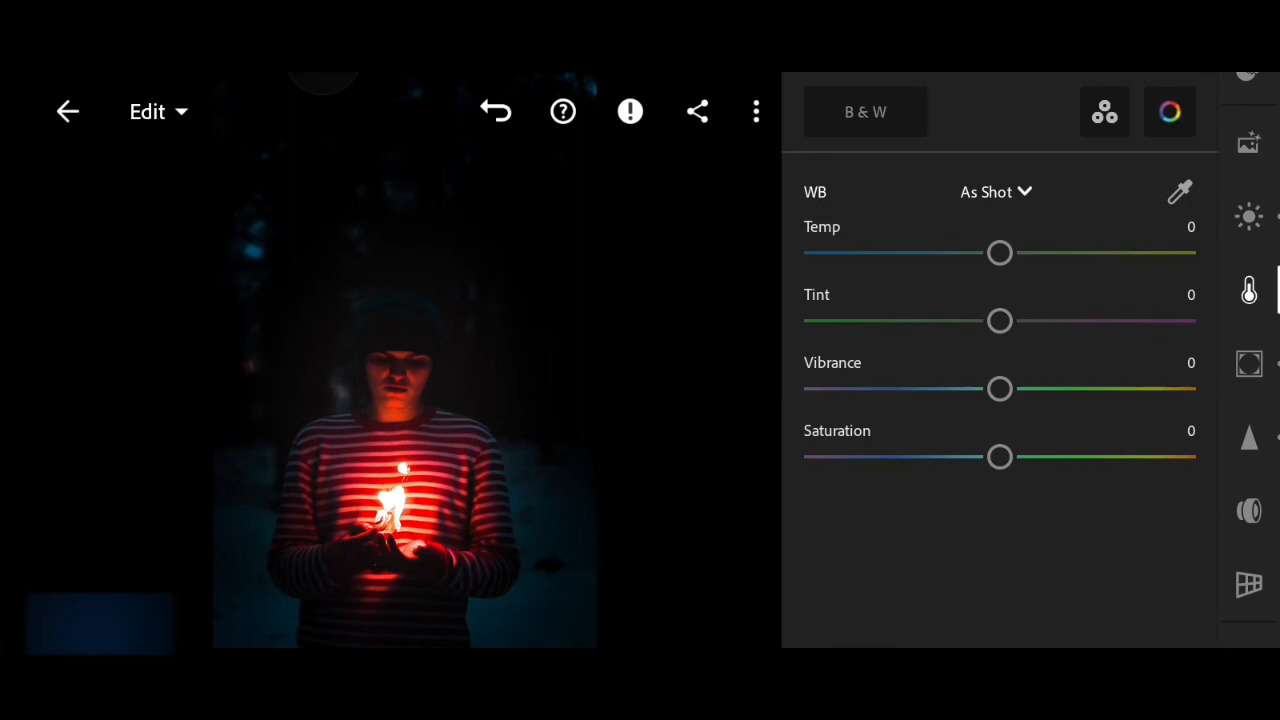 Edit
B & W
WB As Shot
Temp 0
Tint 0
Vibrance 0
Saturation 0